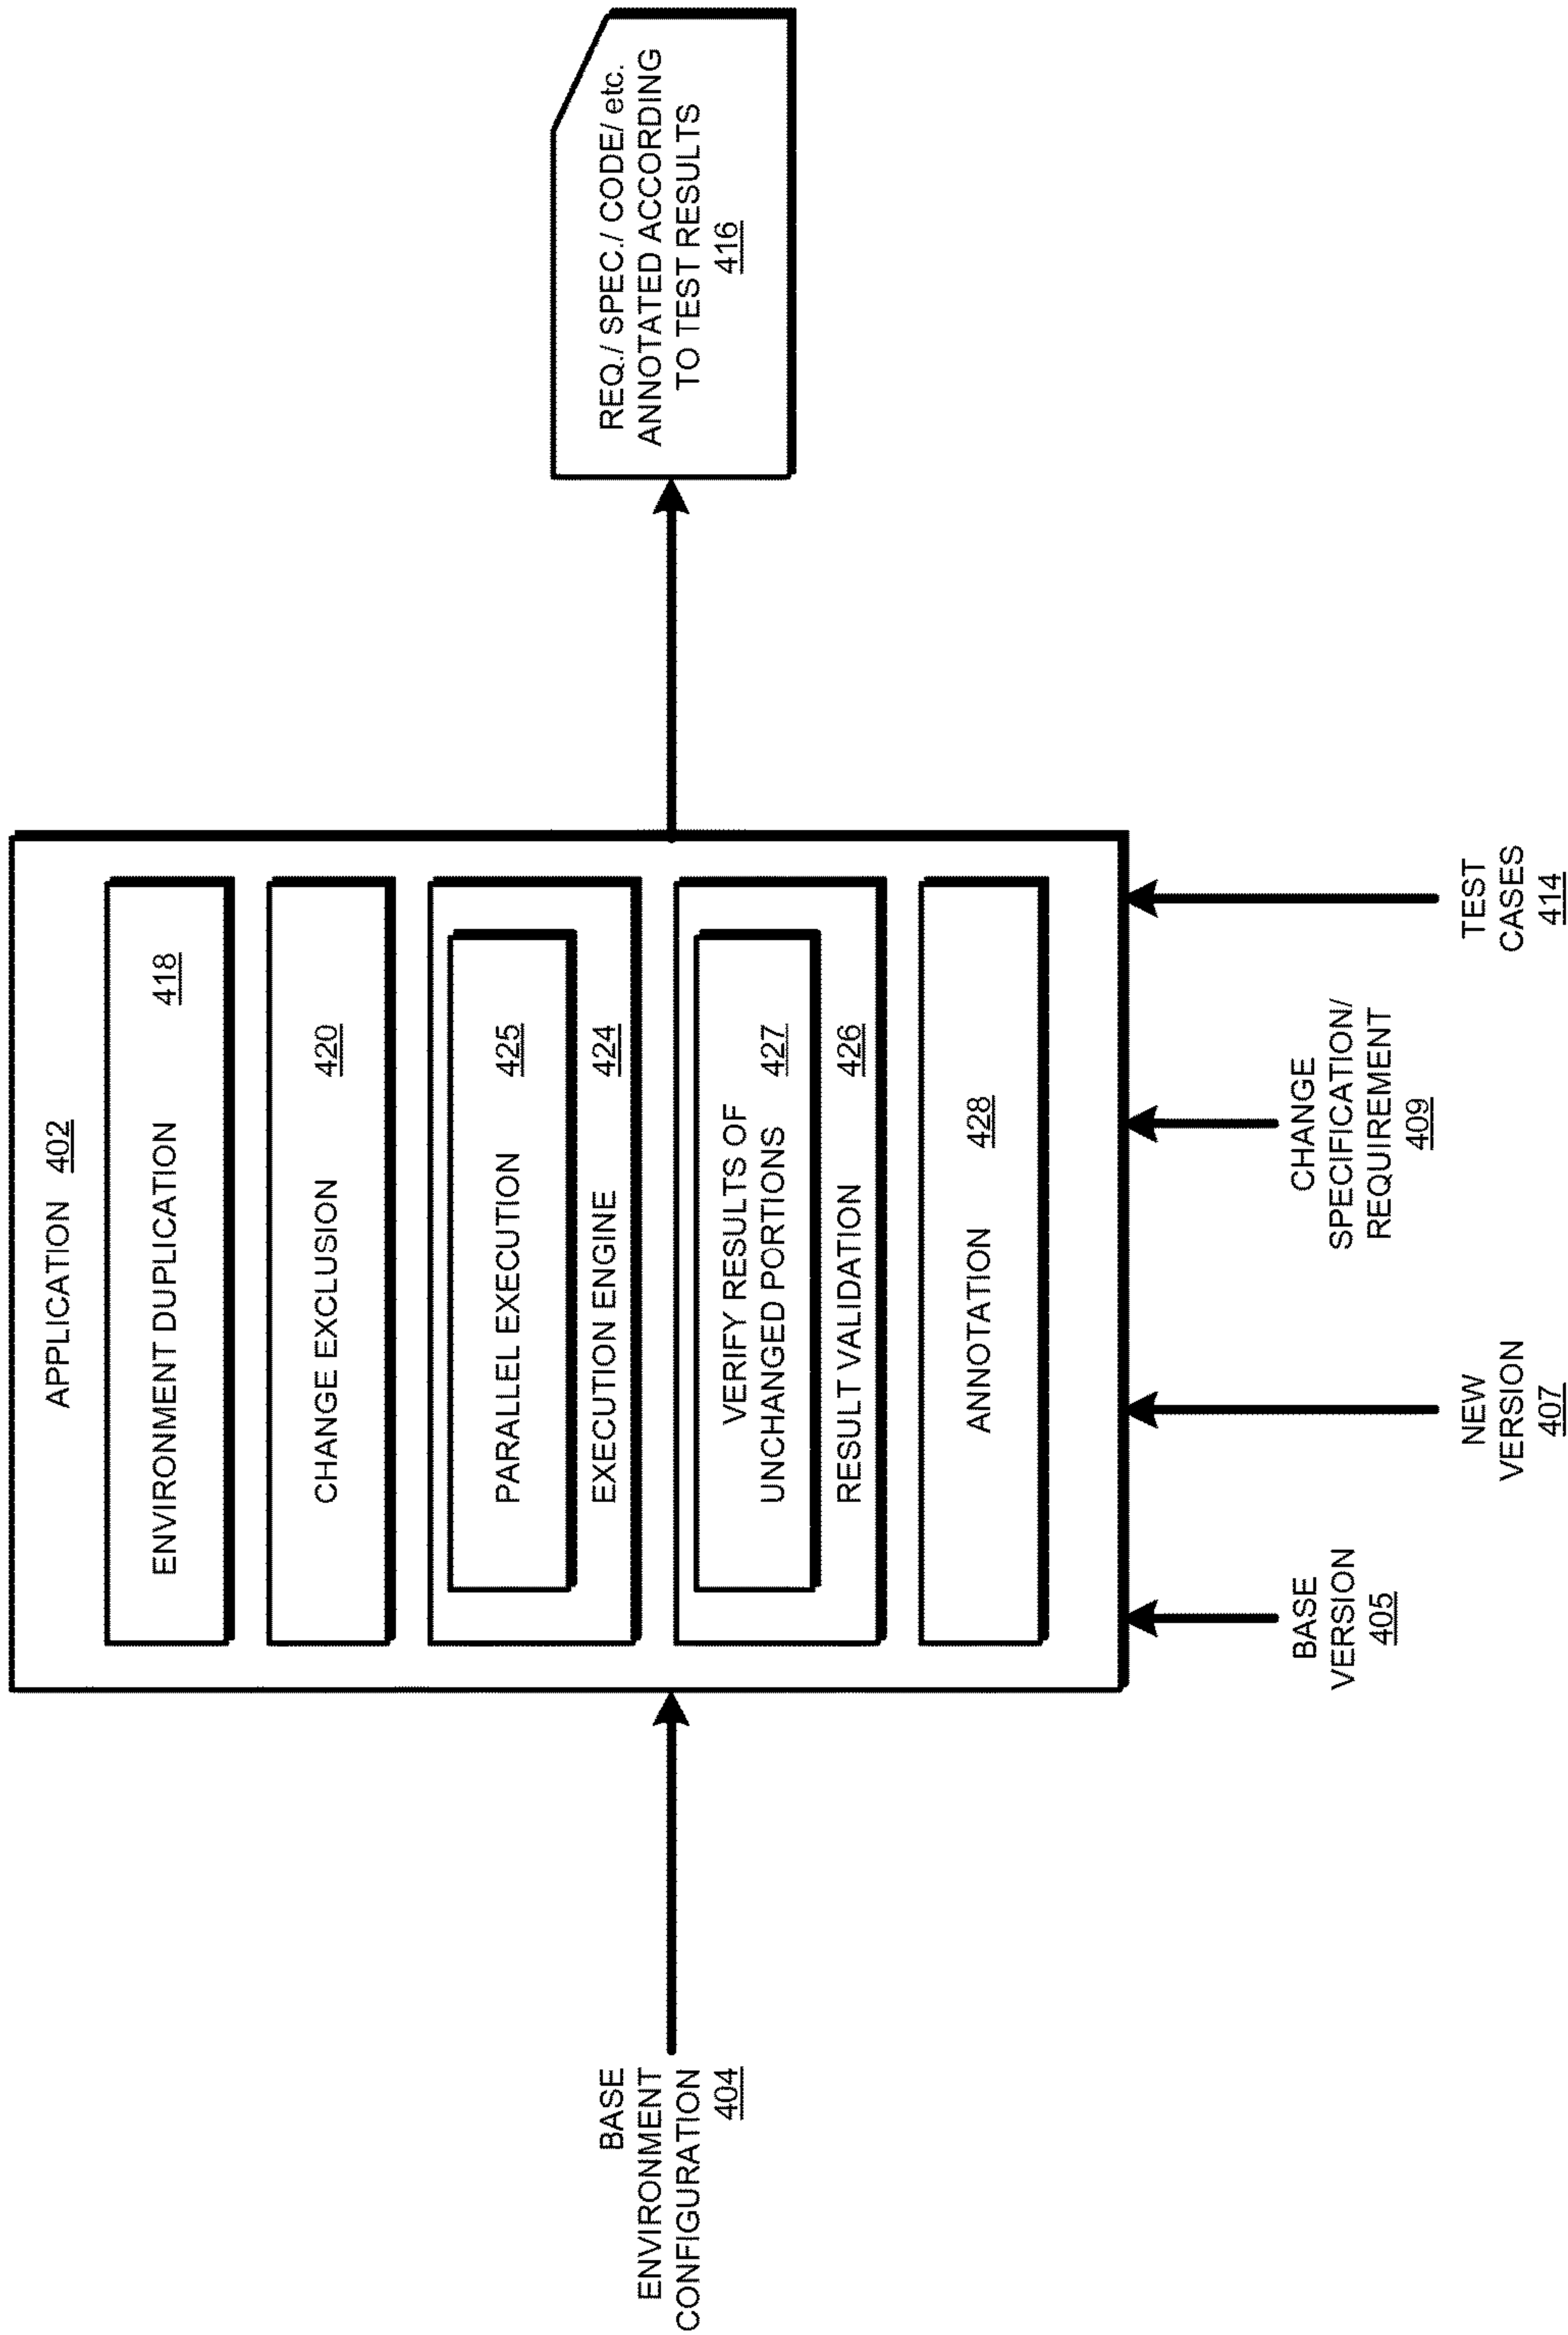 APPLICATION 402
ENVIRONMENT DUPLICATION 418
CHANGE EXCLUSION 420
PARALLEL EXECUTION 425
EXECUTION ENGINE 424
VERIFY RESULTS OF
UNCHANGED PORTIONS 427
RESULT VALIDATION 426
ANNOTATION 428
BASE
ENVIRONMENT
CONFIGURATION
404
REQ./ SPEC./ CODE/ etc.
ANNOTATED ACCORDING
TO TEST RESULTS
416
BASE
VERSION
405
NEW
VERSION
407
CHANGE
SPECIFICATION/
REQUIREMENT
409
TEST
CASES
414